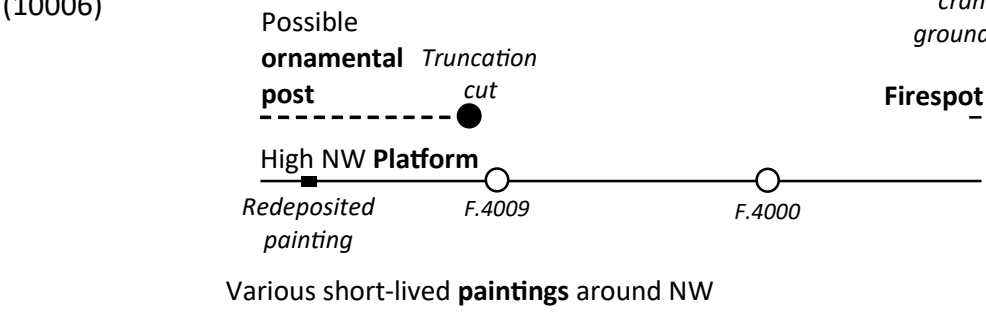 (10006)
Possible
ornamental
post
Truncation
cut
ground
Firespot
High NW Platform
Redeposited
painting
F.4009
F.4000
Various short-lived paintings around NW